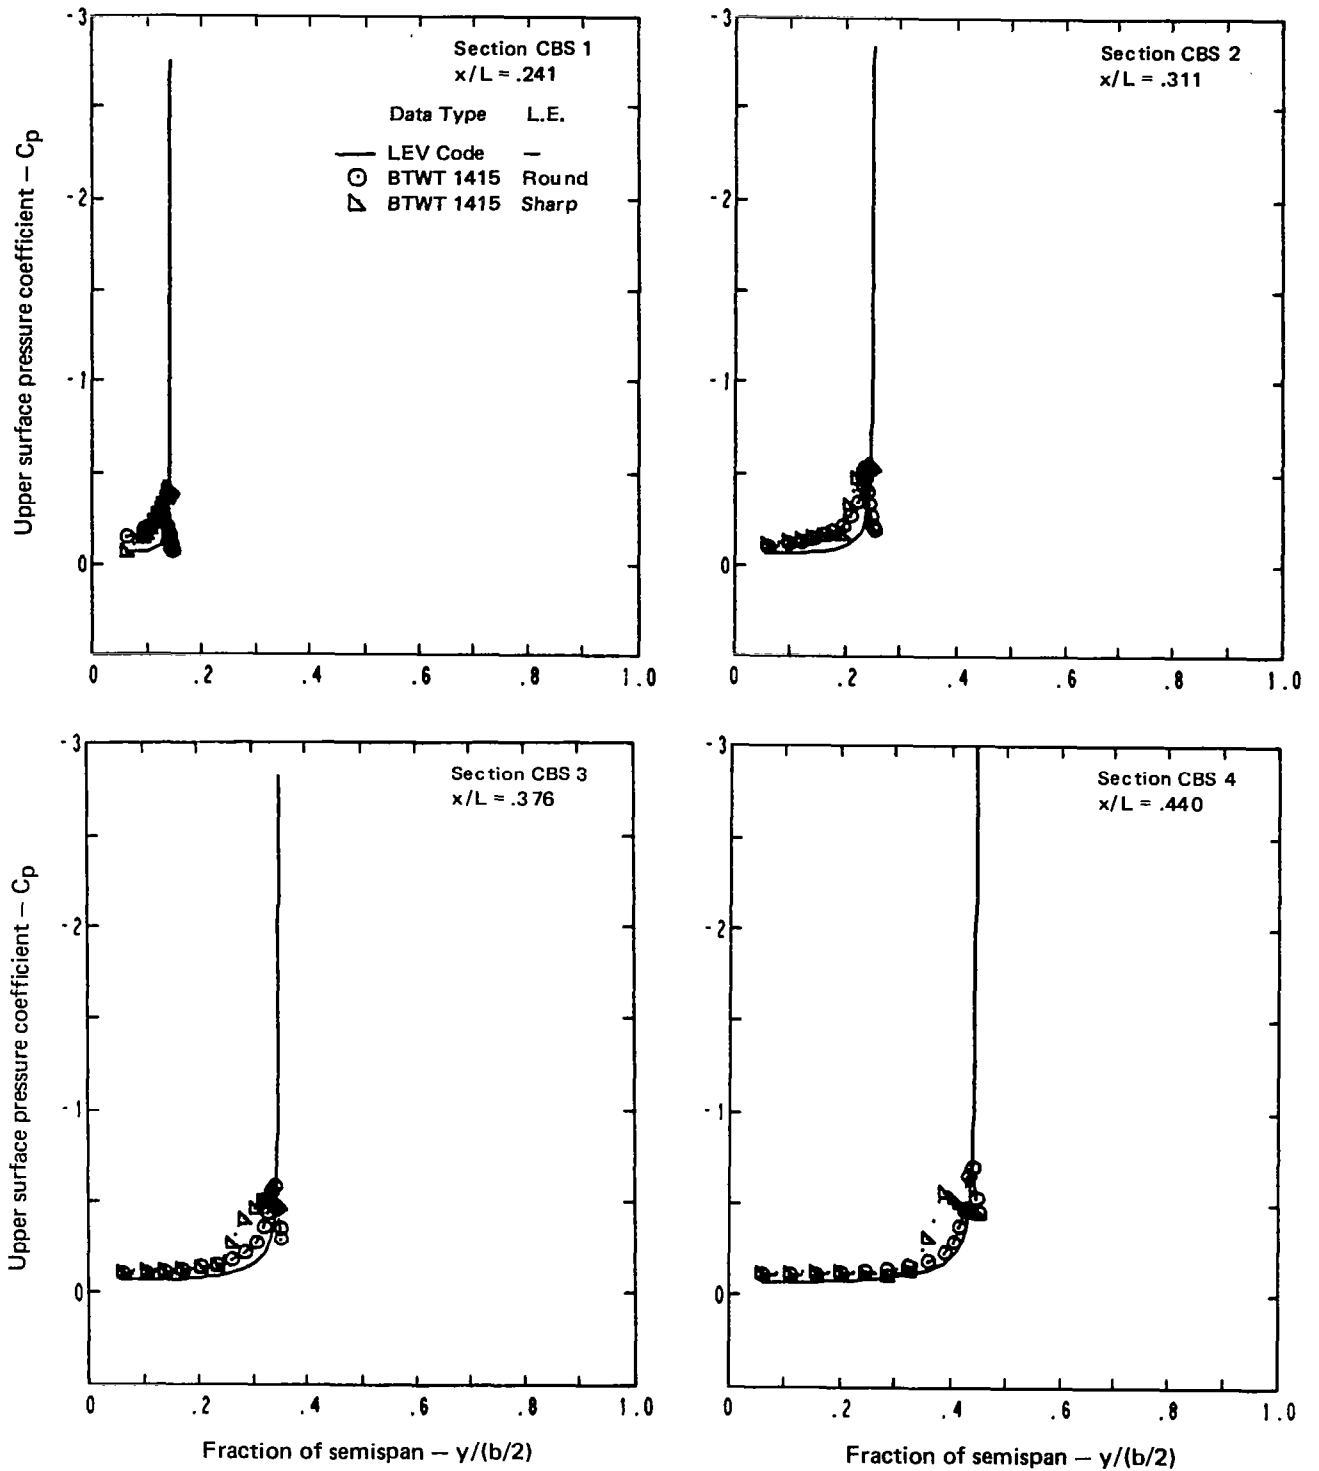 -3
Section CBS 1
x/L = .241
Data Type L.E.
LEV Code —
BTWT 1415 Round
BTWT 1415 Sharp
-2
-1
0
0 .2 .4 .6 .8 1.0
Upper surface pressure coefficient — Cp
-3
Section CBS 2
x/L = .311
-2
-1
0
0 .2 .4 .6 .8 1.0
-3
Section CBS 3
x/L = .376
-2
-1
0
0 .2 .4 .6 .8 1.0
Upper surface pressure coefficient — Cp
Fraction of semispan — y/(b/2)
-3
Section CBS 4
x/L = .440
-2
-1
0
0 .2 .4 .6 .8 1.0
Fraction of semispan — y/(b/2)